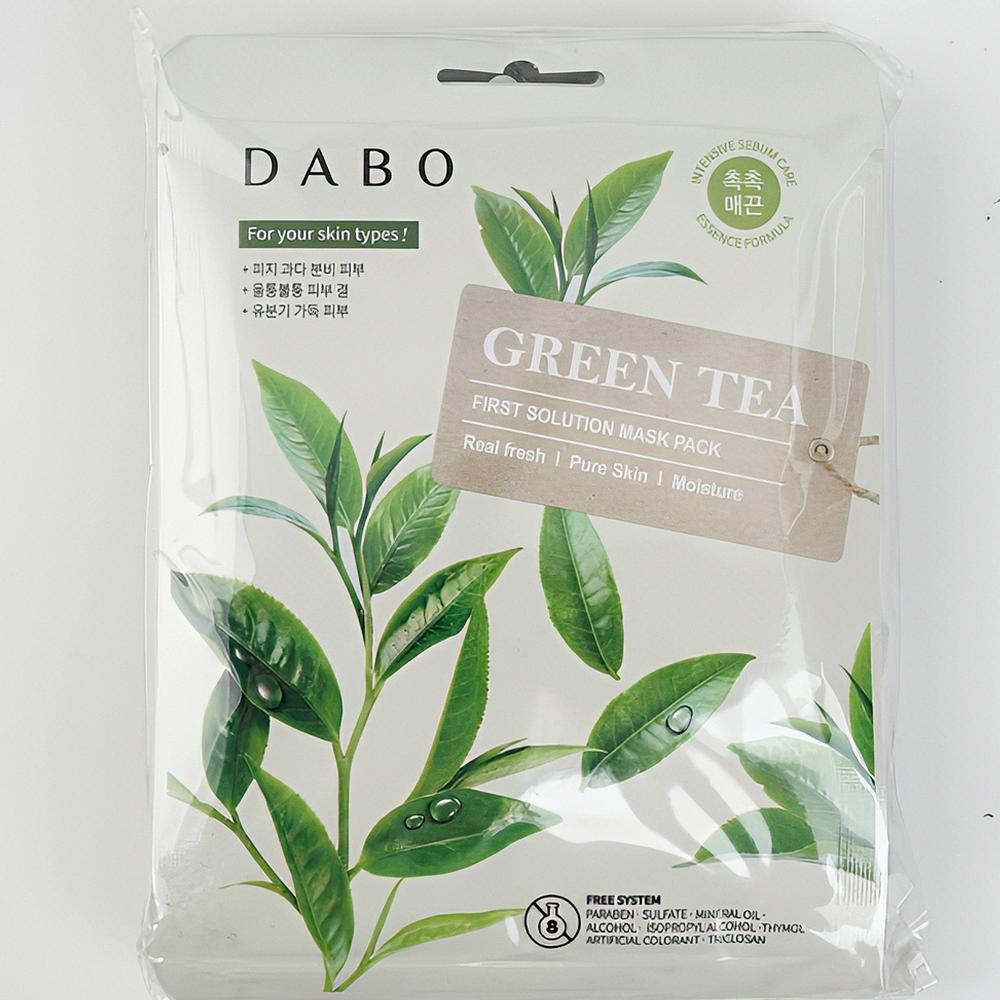 DABO
For your skin types!
+ 피지 과다 분비 피부
+ 울퉁불퉁 피부 결
+ 유분기 가득 피부
INTENSIVE SEBUM CARE
촉촉
매끈
ESSENCE FORMULA
GREEN TEA
FIRST SOLUTION MASK PACK
Real fresh | Pure Skin | Moisture
8
FREE SYSTEM
PARABEN · SULFATE · MINERAL OIL ·
ALCOHOL · ISOPROPYL ALCOHOL · THYMOL
ARTIFICIAL COLORANT · TRICLOSAN